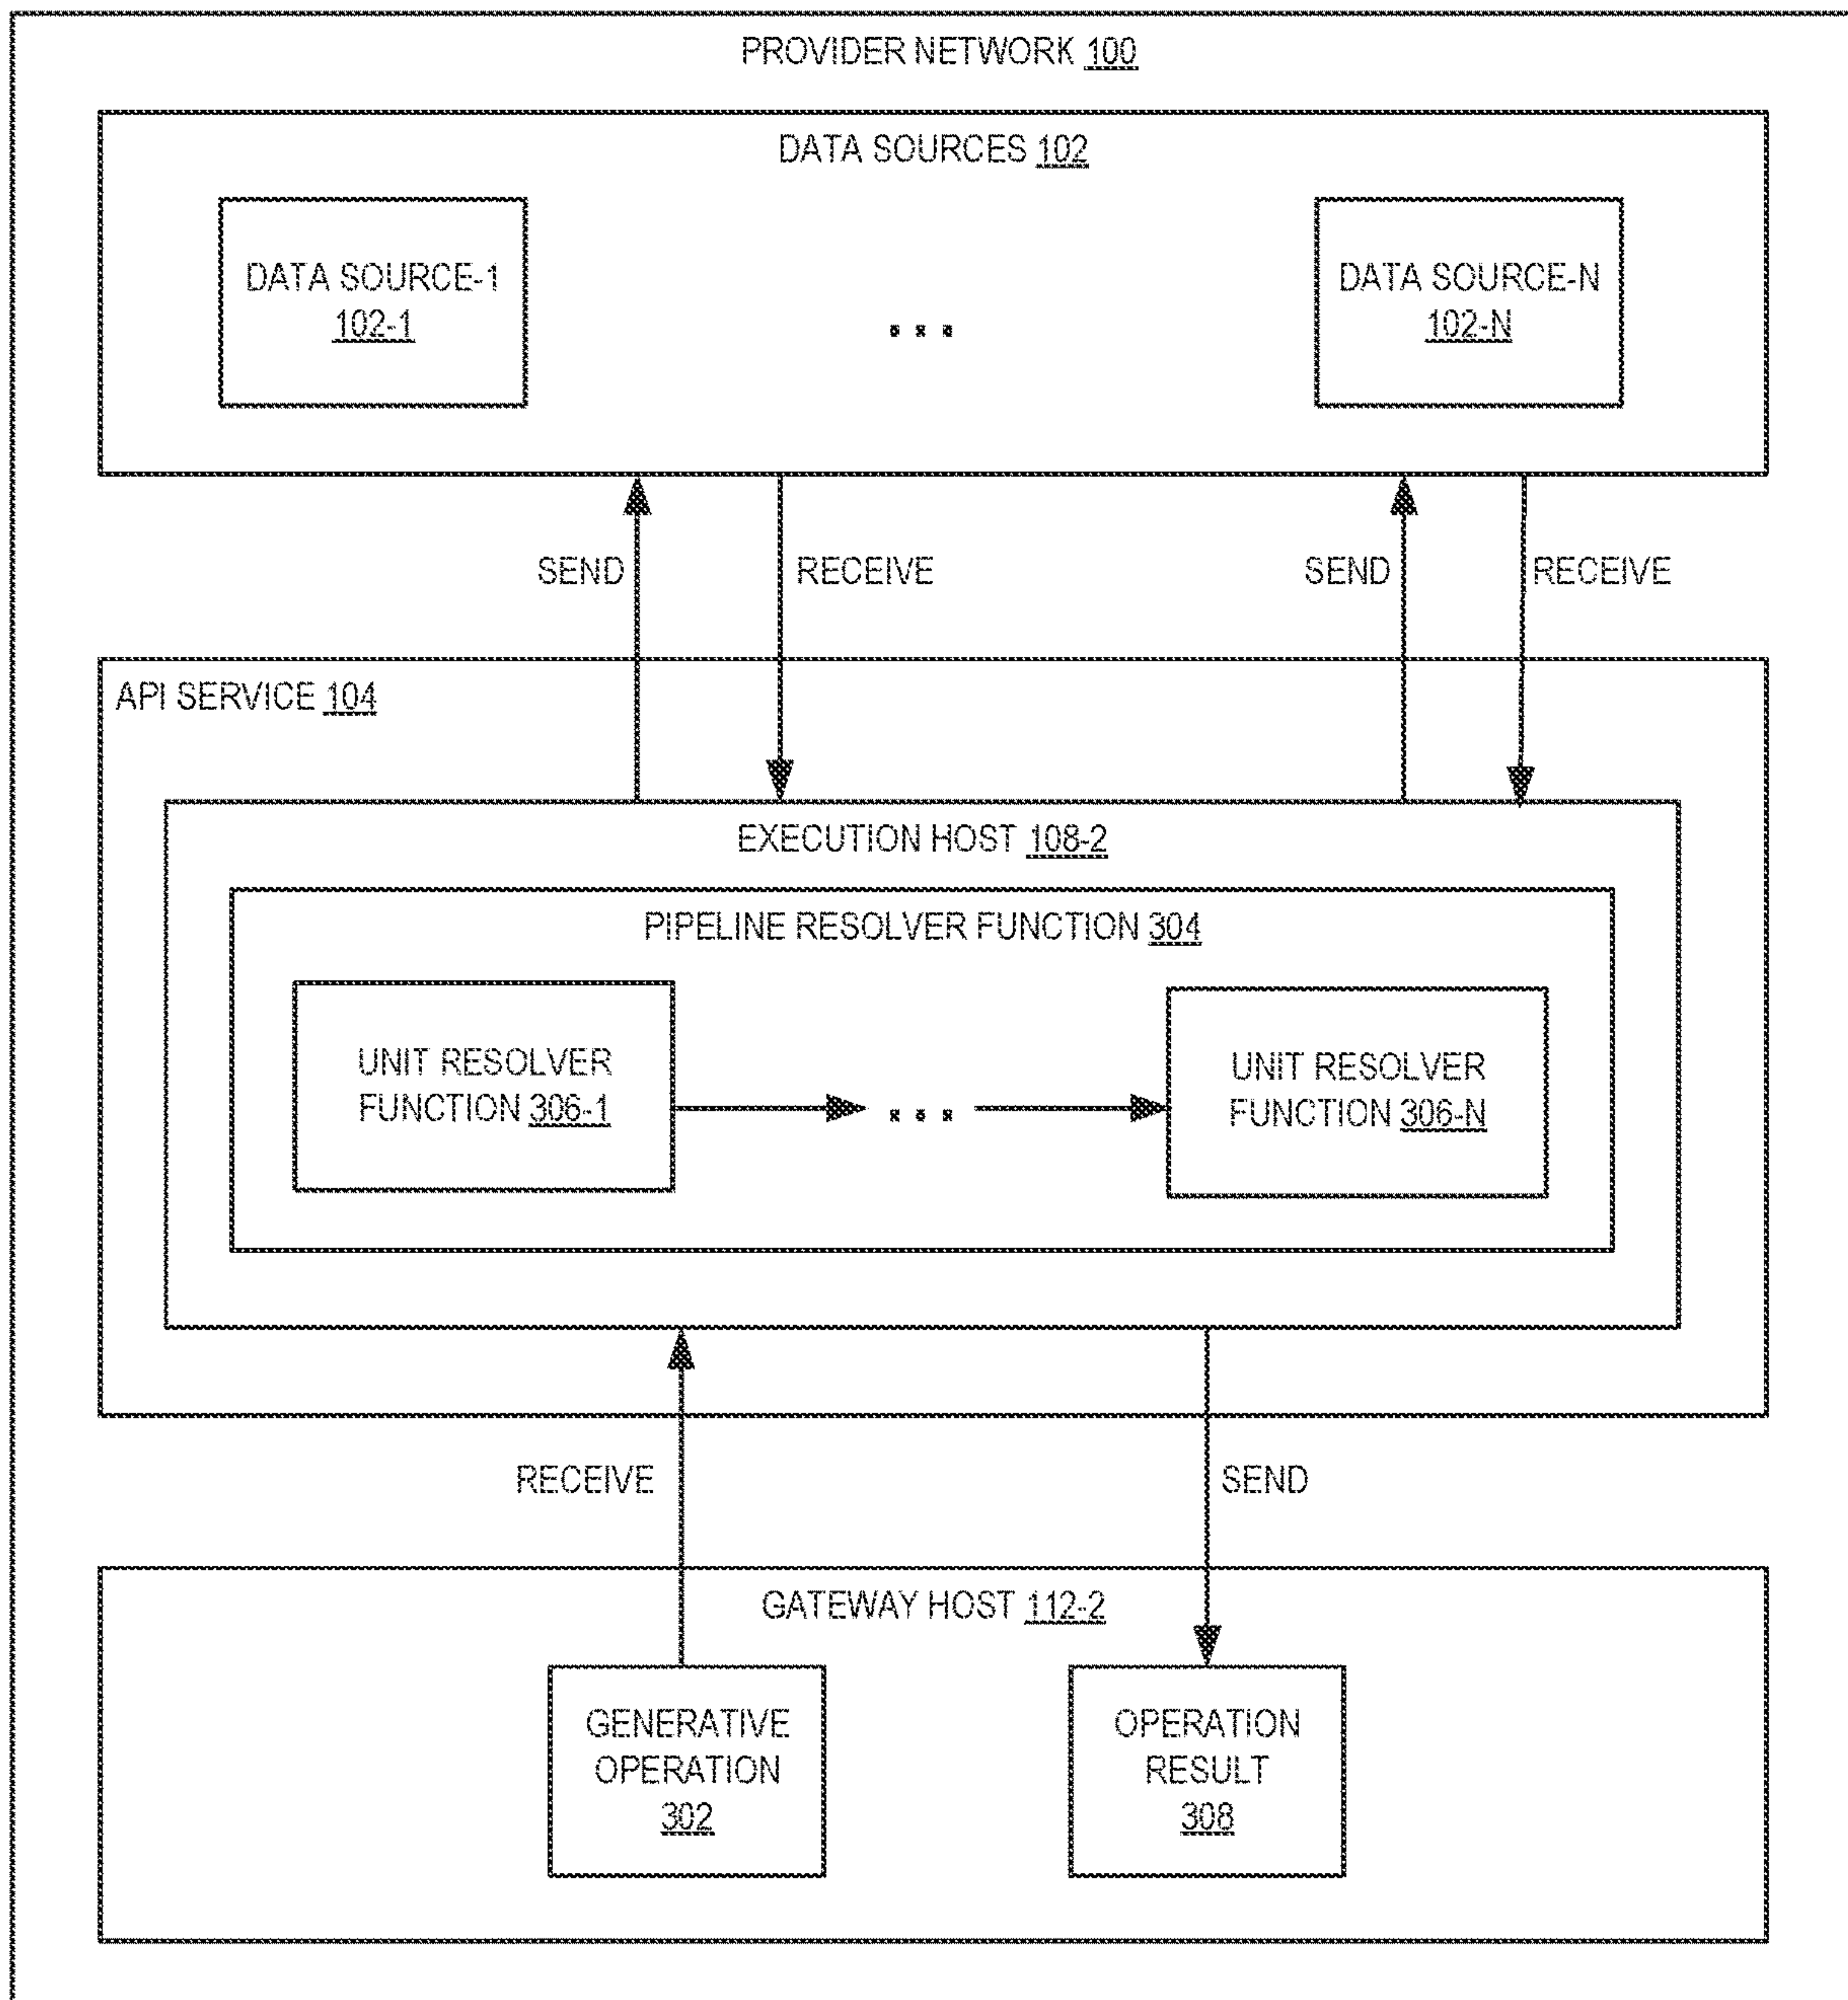 PROVIDER NETWORK 100
DATA SOURCES 102
DATA SOURCE-1
102-1
...
DATA SOURCE-N
102-N
SEND
RECEIVE
SEND
RECEIVE
API SERVICE 104
EXECUTION HOST 108-2
PIPELINE RESOLVER FUNCTION 304
UNIT RESOLVER
FUNCTION 306-1
...
UNIT RESOLVER
FUNCTION 306-N
RECEIVE
SEND
GATEWAY HOST 112-2
GENERATIVE
OPERATION
302
OPERATION
RESULT
308